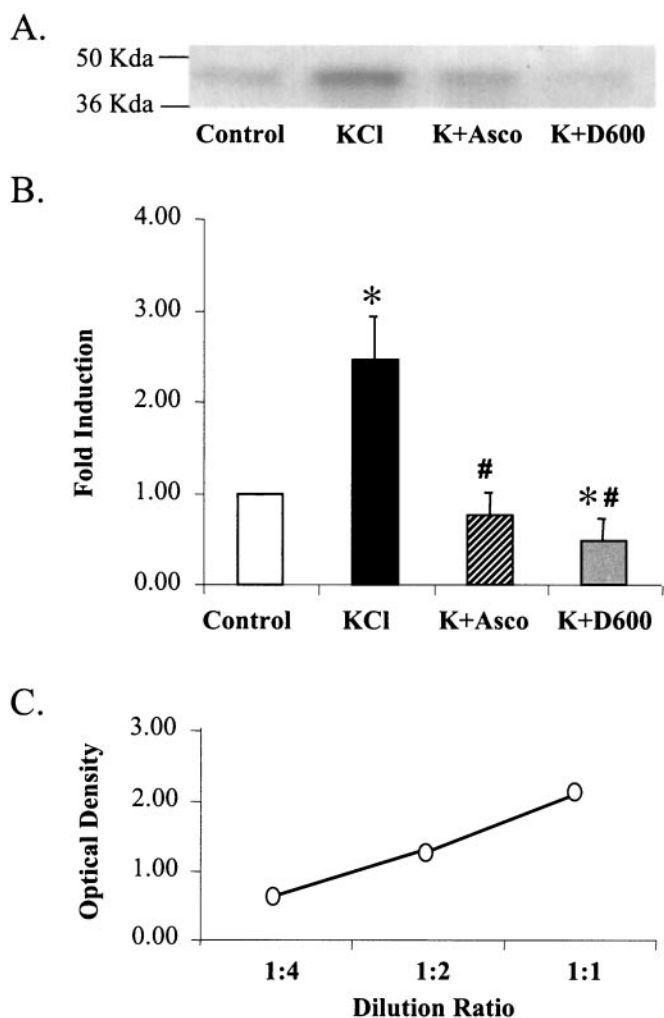 A.
50 Kda
36 Kda
Control KCl K+Asco K+D600
B.
4.00
3.00
2.00
1.00
0.00
Fold Induction
*
#
*#
Control KCl K+Asco K+D600
C.
3.00
2.00
1.00
0.00
Optical Density
1:4 1:2 1:1
Dilution Ratio